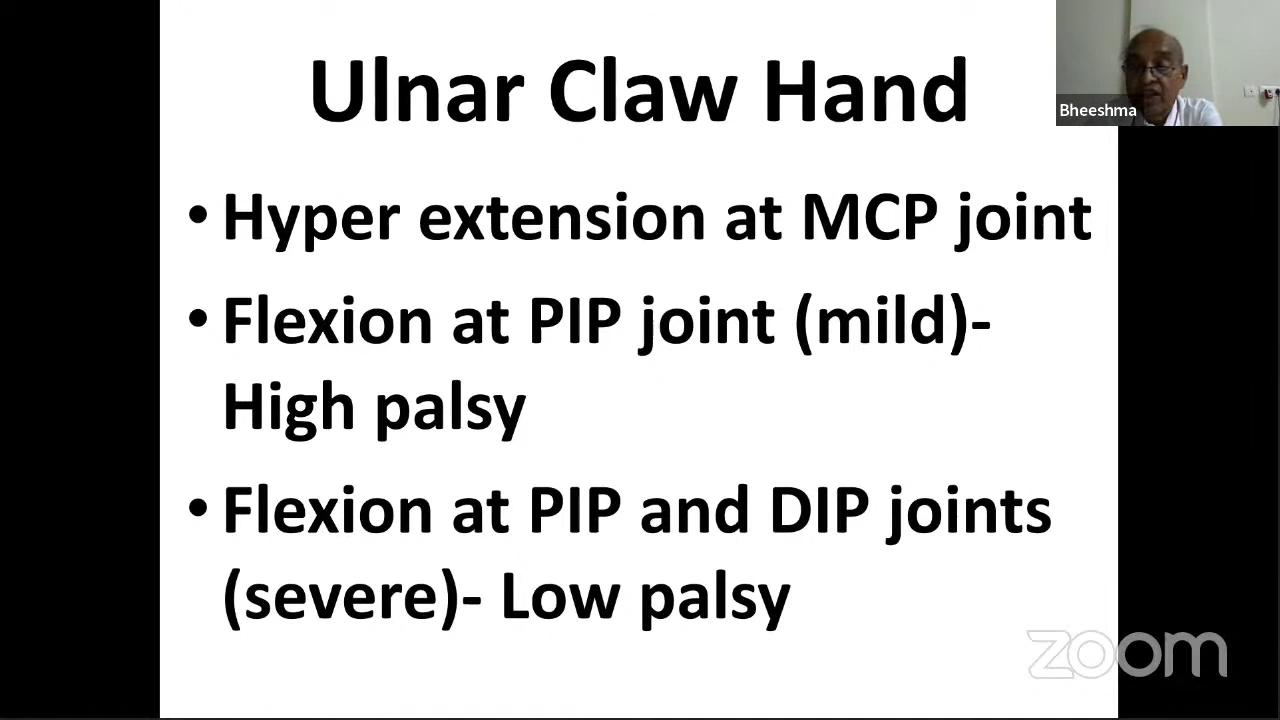 Ulnar Claw Hand
Bheeshma
• Hyper extension at MCP joint
• Flexion at PIP joint (mild)-
High palsy
• Flexion at PIP and DIP joints
(severe)- Low palsy
zoom